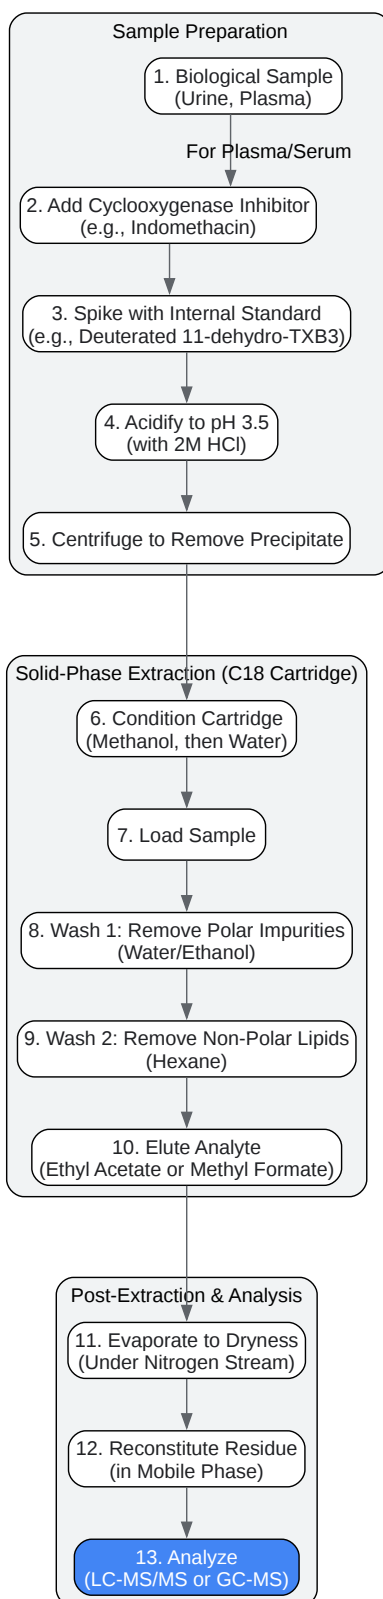 Sample Preparation
1. Biological Sample
(Urine, Plasma)
For Plasma/Serum
2. Add Cyclooxygenase Inhibitor
(e.g., Indomethacin)
3. Spike with Internal Standard
(e.g., Deuterated 11-dehydro-TXB3)
4. Acidify to pH 3.5
(with 2M HCl)
5. Centrifuge to Remove Precipitate
Solid-Phase Extraction (C18 Cartridge)
6. Condition Cartridge
(Methanol, then Water)
7. Load Sample
8. Wash 1: Remove Polar Impurities
(Water/Ethanol)
9. Wash 2: Remove Non-Polar Lipids
(Hexane)
10. Elute Analyte
(Ethyl Acetate or Methyl Formate)
Post-Extraction & Analysis
11. Evaporate to Dryness
(Under Nitrogen Stream)
12. Reconstitute Residue
(in Mobile Phase)
13. Analyze
(LC-MS/MS or GC-MS)